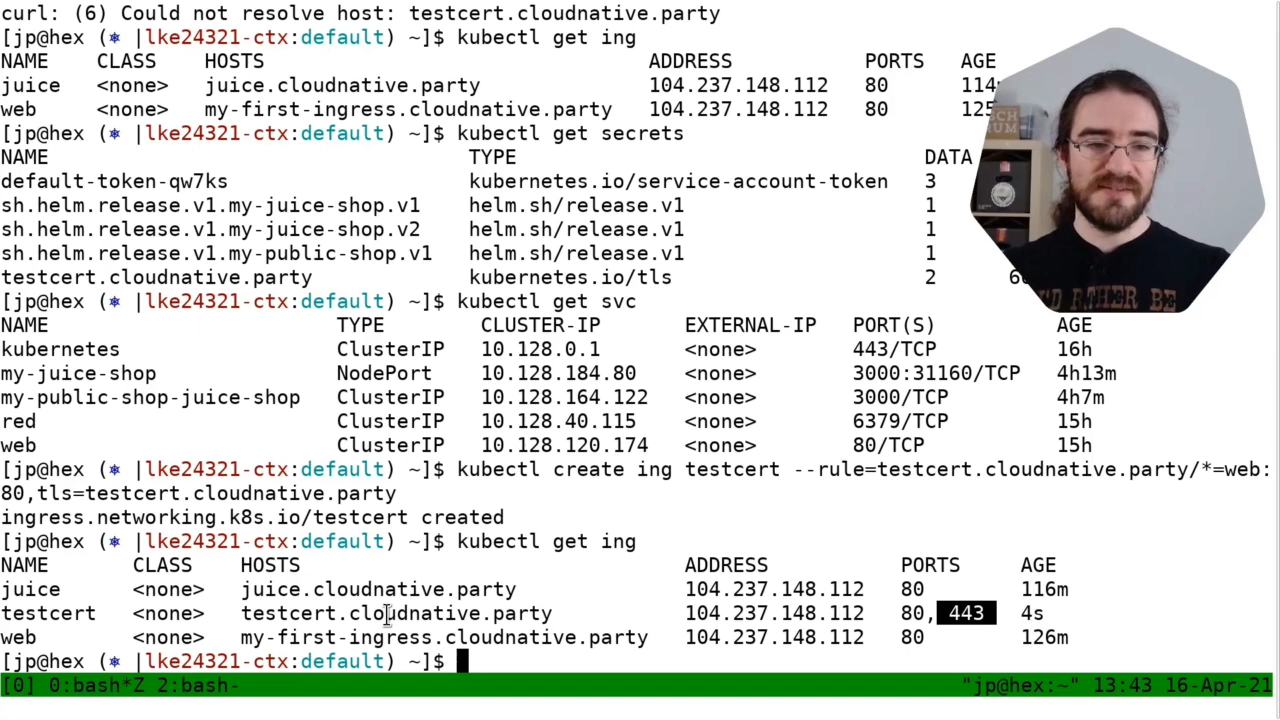 curl: (6) Could not resolve host: testcert.cloudnative.party
[jp@hex (⎈ |lke24321-ctx:default) ~]$ kubectl get ing
NAME CLASS HOSTS ADDRESS PORTS AGE
juice <none> juice.cloudnative.party 104.237.148.112 80 114
web <none> my-first-ingress.cloudnative.party 104.237.148.112 80 125
[jp@hex (⎈ |lke24321-ctx:default) ~]$ kubectl get secrets
NAME TYPE DATA
default-token-qw7ks kubernetes.io/service-account-token 3
sh.helm.release.v1.my-juice-shop.v1 helm.sh/release.v1 1
sh.helm.release.v1.my-juice-shop.v2 helm.sh/release.v1 1
sh.helm.release.v1.my-public-shop.v1 helm.sh/release.v1 1
testcert.cloudnative.party kubernetes.io/tls 2
[jp@hex (⎈ |lke24321-ctx:default) ~]$ kubectl get svc
NAME TYPE CLUSTER-IP EXTERNAL-IP PORT(S) AGE
kubernetes ClusterIP 10.128.0.1 <none> 443/TCP 16h
my-juice-shop NodePort 10.128.184.80 <none> 3000:31160/TCP 4h13m
my-public-shop-juice-shop ClusterIP 10.128.164.122 <none> 3000/TCP 4h7m
red ClusterIP 10.128.40.115 <none> 6379/TCP 15h
web ClusterIP 10.128.120.174 <none> 80/TCP 15h
[jp@hex (⎈ |lke24321-ctx:default) ~]$ kubectl create ing testcert --rule=testcert.cloudnative.party/*=web:
80,tls=testcert.cloudnative.party
ingress.networking.k8s.io/testcert created
[jp@hex (⎈ |lke24321-ctx:default) ~]$ kubectl get ing
NAME CLASS HOSTS ADDRESS PORTS AGE
juice <none> juice.cloudnative.party 104.237.148.112 80 116m
testcert <none> testcert.cloudnative.party 104.237.148.112 80, 443 4s
web <none> my-first-ingress.cloudnative.party 104.237.148.112 80 126m
[jp@hex (⎈ |lke24321-ctx:default) ~]$
[0] 0:bash*Z 2:bash- "jp@hex:~" 13:43 16-Apr-21
RATHER BE